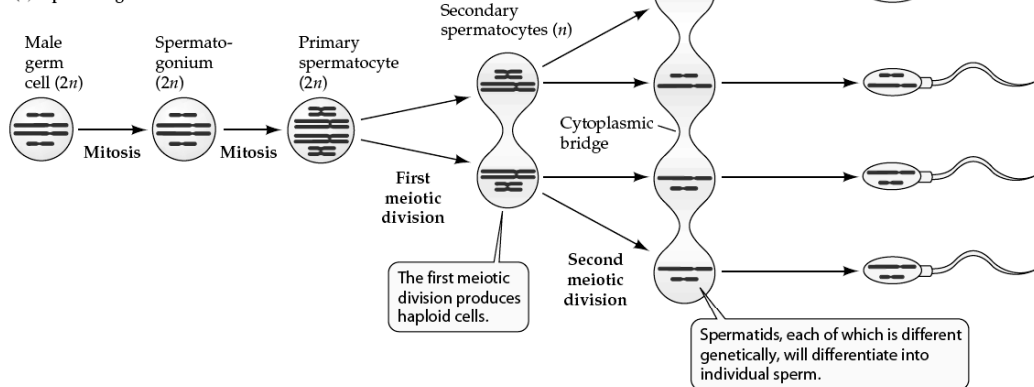 Secondary
spermatocytes (n)
Male
germ
cell (2n)
Spermato-
gonium
(2n)
Primary
spermatocyte
(2n)
Mitosis
Mitosis
Cytoplasmic
bridge
First
meiotic
division
Second
meiotic
division
The first meiotic
division produces
haploid cells.
Spermatids, each of which is different
genetically, will differentiate into
individual sperm.